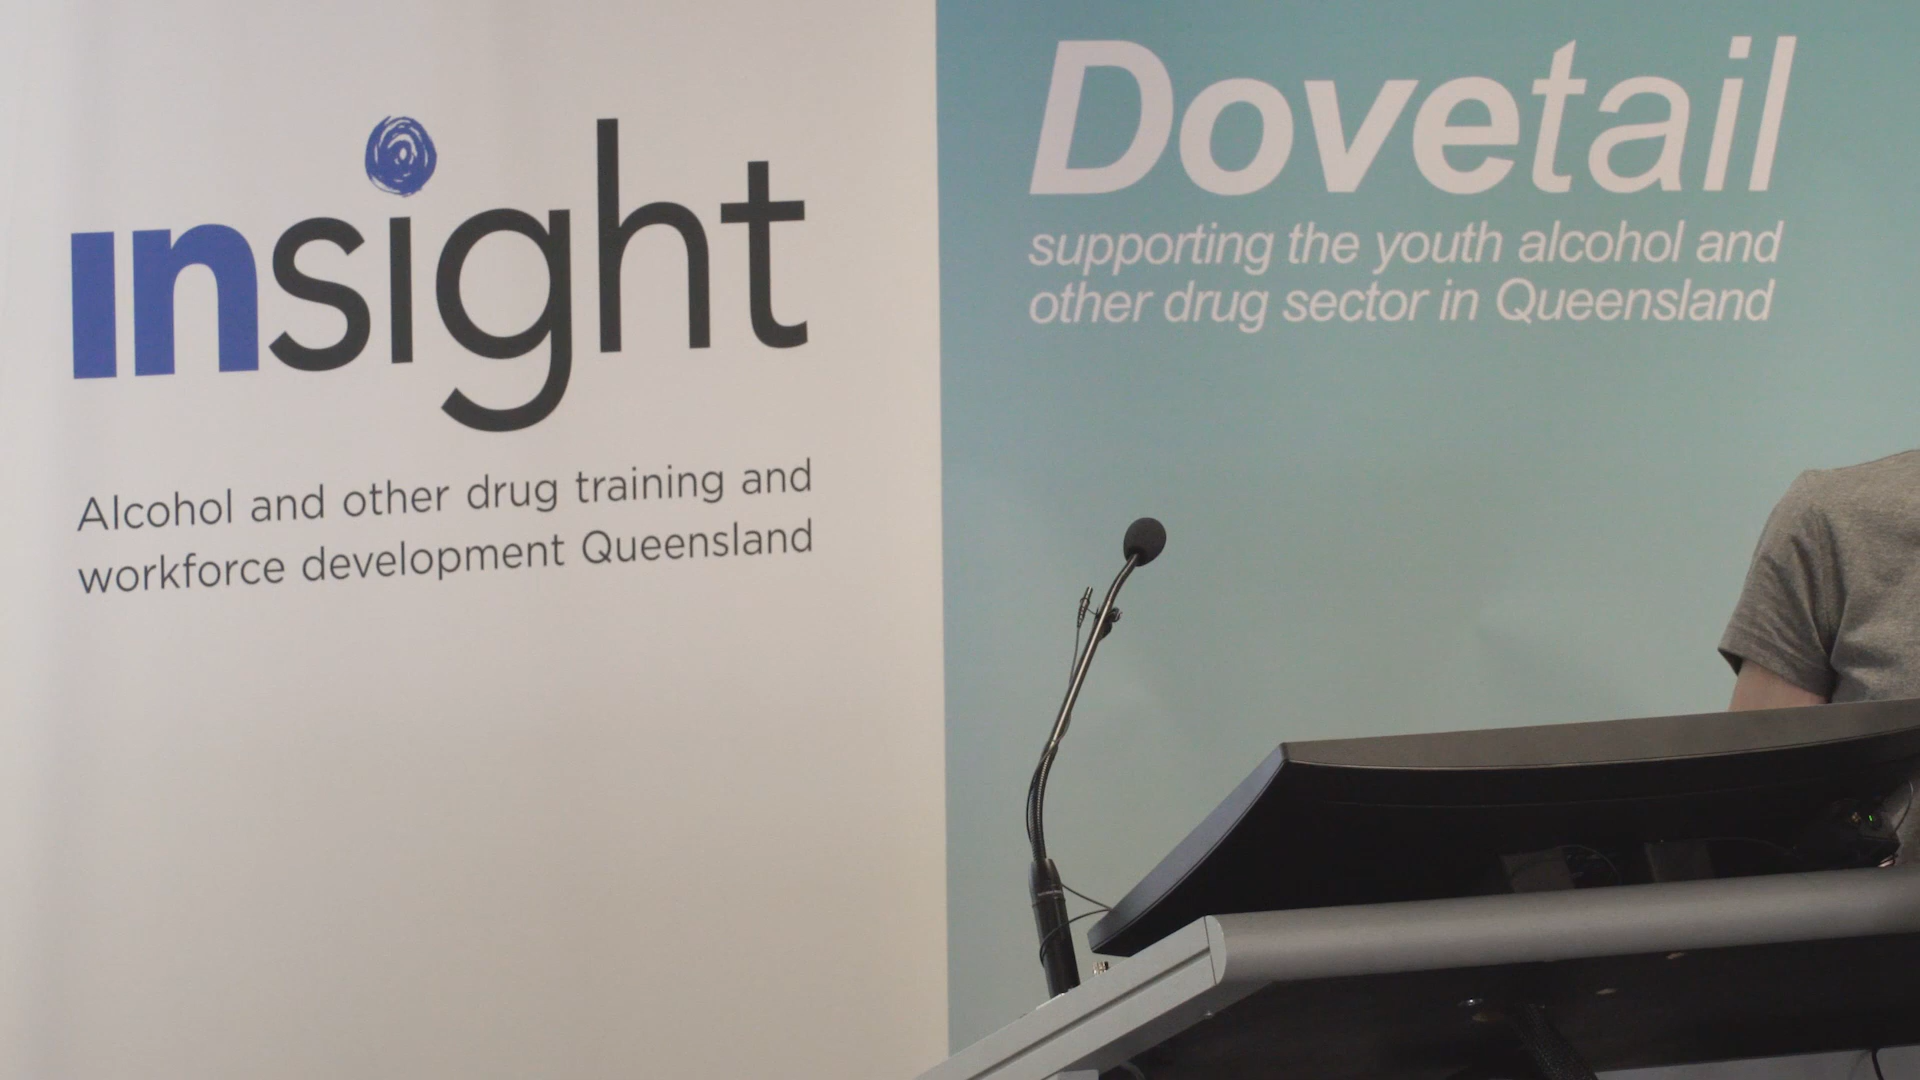 insight
Alcohol and other drug training and
workforce development Queensland
Dovetail
supporting the youth alcohol and
other drug sector in Queensland